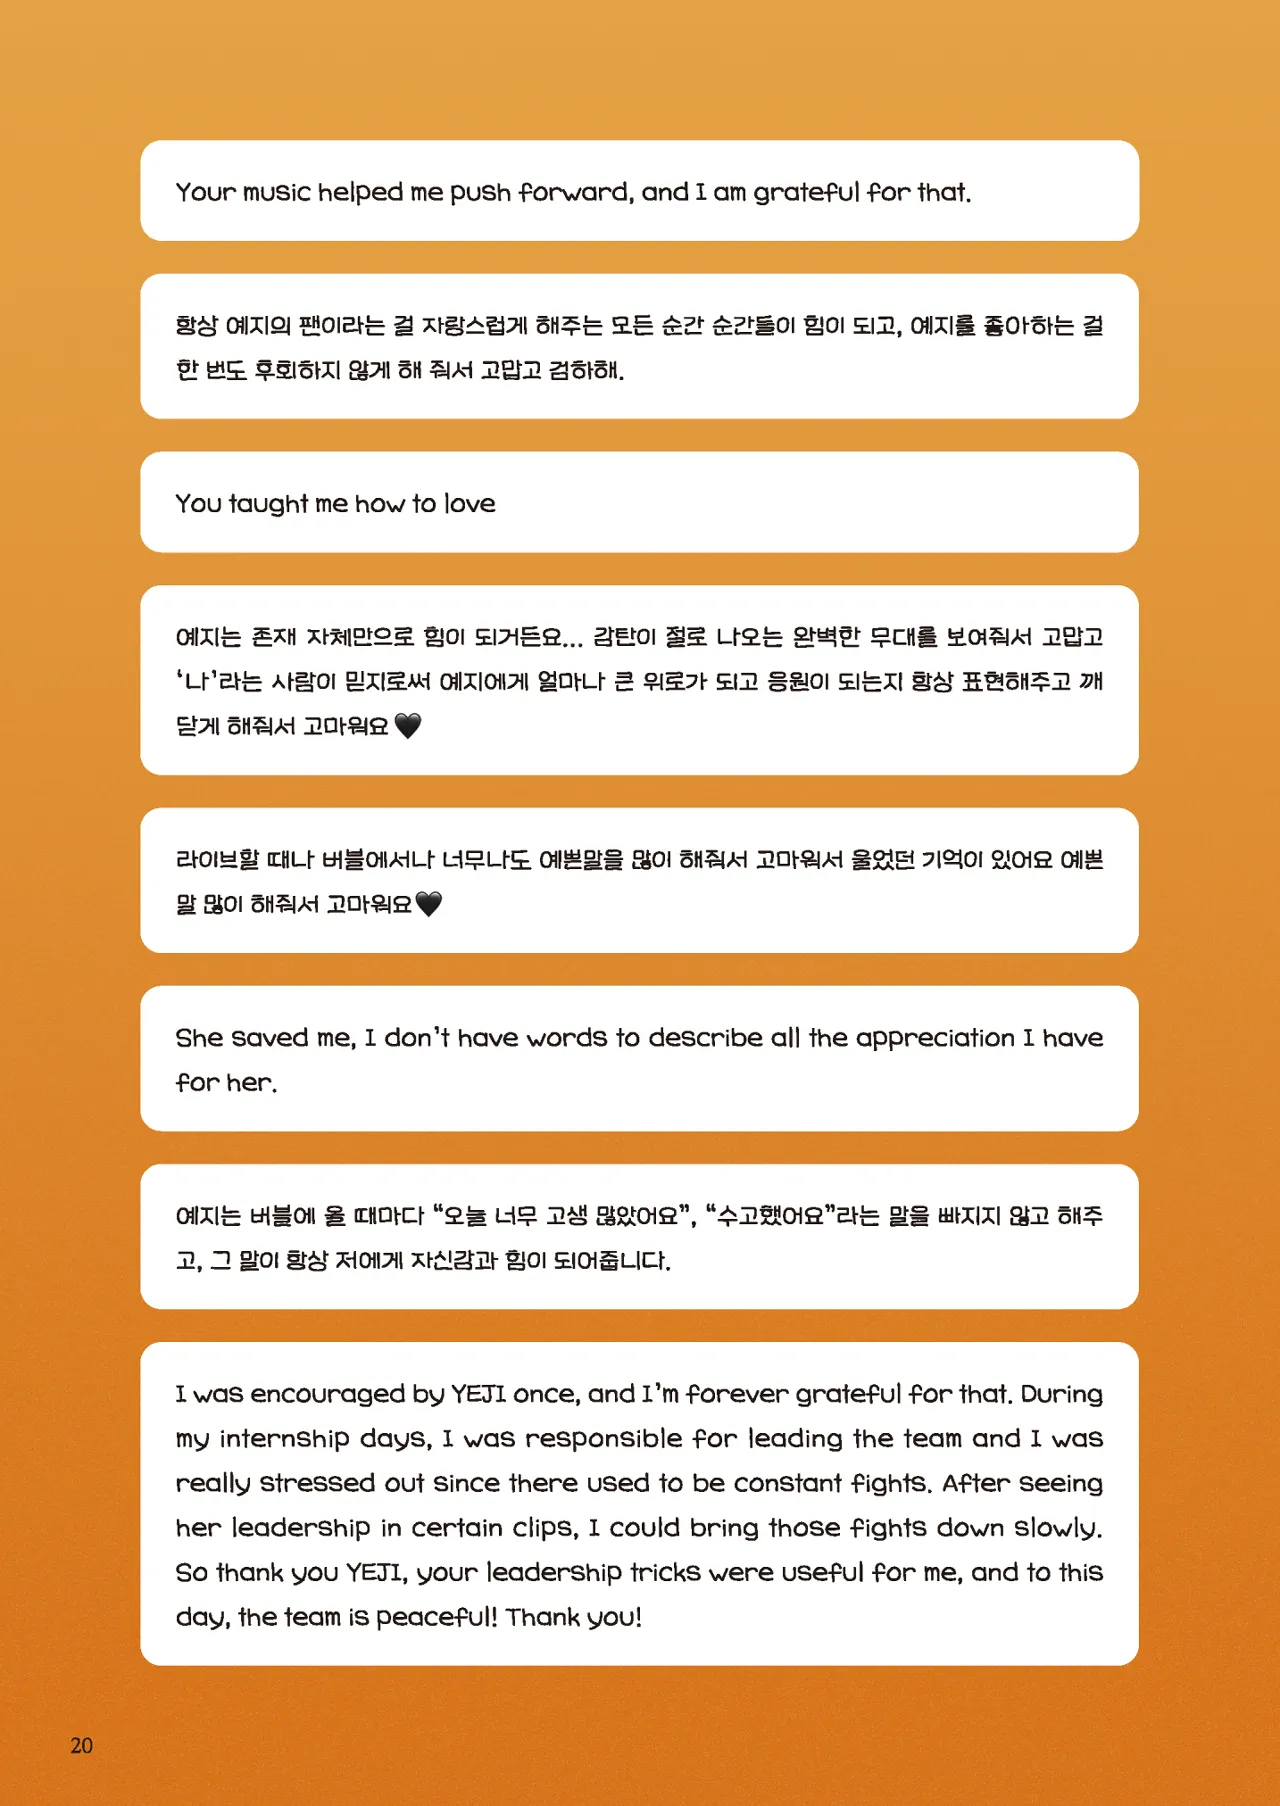 Your music helped me push forward, and I am grateful for that.
항상 예지의 팬이라는 걸 자랑스럽게 해주는 모든 순간 순간들이 힘이 되고, 예지를 좋아하는 걸
한 번도 후회하지 않게 해 줘서 고맙고 검하해.
You taught me how to love
예지는 존재 자체만으로 힘이 되거든요... 감탄이 절로 나오는 완벽한 무대를 보여줘서 고맙고
‘나’라는 사람이 믿지로써 예지에게 얼마나 큰 위로가 되고 응원이 되는지 항상 표현해주고 깨
닫게 해줘서 고마워요🖤
라이브할 때나 버블에서나 너무나도 예쁜말을 많이 해줘서 고마워서 울었던 기억이 있어요 예쁜
말 많이 해줘서 고마워요🖤
She saved me, I don’t have words to describe all the appreciation I have
for her.
예지는 버블에 올 때마다 “오늘 너무 고생 많았어요”, “수고했어요”라는 말을 빠지지 않고 해주
고, 그 말이 항상 저에게 자신감과 힘이 되어줍니다.
I was encouraged by YEJI once, and I’m forever grateful for that. During
my internship days, I was responsible for leading the team and I was
really stressed out since there used to be constant fights. After seeing
her leadership in certain clips, I could bring those fights down slowly.
So thank you YEJI, your leadership tricks were useful for me, and to this
day, the team is peaceful! Thank you!
20